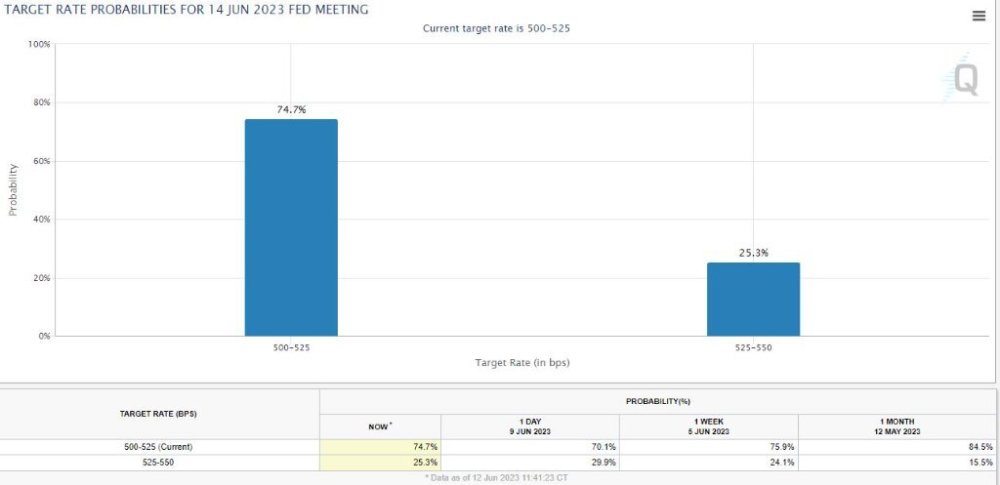 TARGET RATE PROBABILITIES FOR 14 JUN 2023 FED MEETING
Current target rate is 500-525
100%
80%
60%
40%
20%
0%
Probability
74.7%
25.3%
500-525
525-550
Target Rate (in bps)
Q
TARGET RATE (BPS)
PROBABILITY(%)
NOW *
1 DAY
9 JUN 2023
1 WEEK
5 JUN 2023
1 MONTH
12 MAY 2023
500-525 (Current) 74.7% 70.1% 75.9% 84.5%
525-550 25.3% 29.9% 24.1% 15.5%
* Data as of 12 Jun 2023 11:41:23 CT